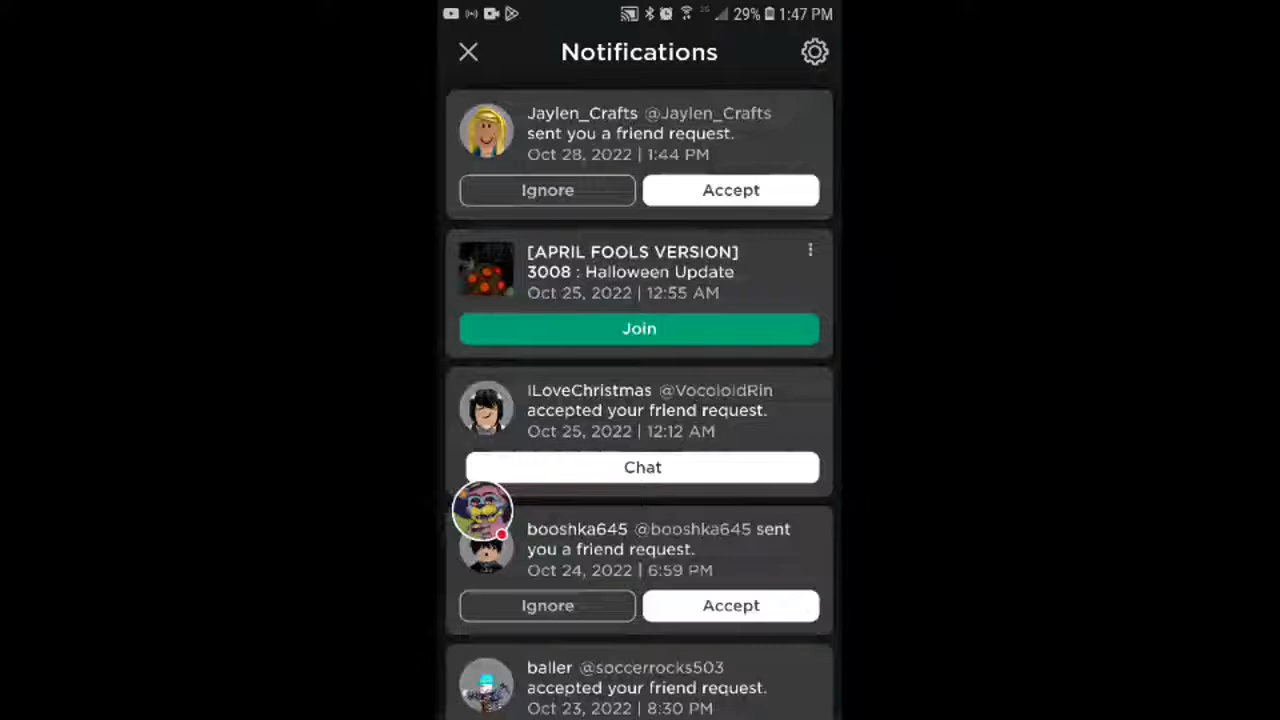 29% 1:47 PM
Notifications
Jaylen_Crafts @Jaylen_Crafts
sent you a friend request.
Oct 28, 2022 | 1:44 PM
Ignore Accept
[APRIL FOOLS VERSION]
3008 : Halloween Update
Oct 25, 2022 | 12:55 AM
Join
ILoveChristmas @VocoloidRin
accepted your friend request.
Oct 25, 2022 | 12:12 AM
Chat
booshka645 @booshka645 sent
you a friend request.
Oct 24, 2022 | 6:59 PM
Ignore Accept
baller @soccerrocks503
accepted your friend request.
Oct 23, 2022 | 8:30 PM